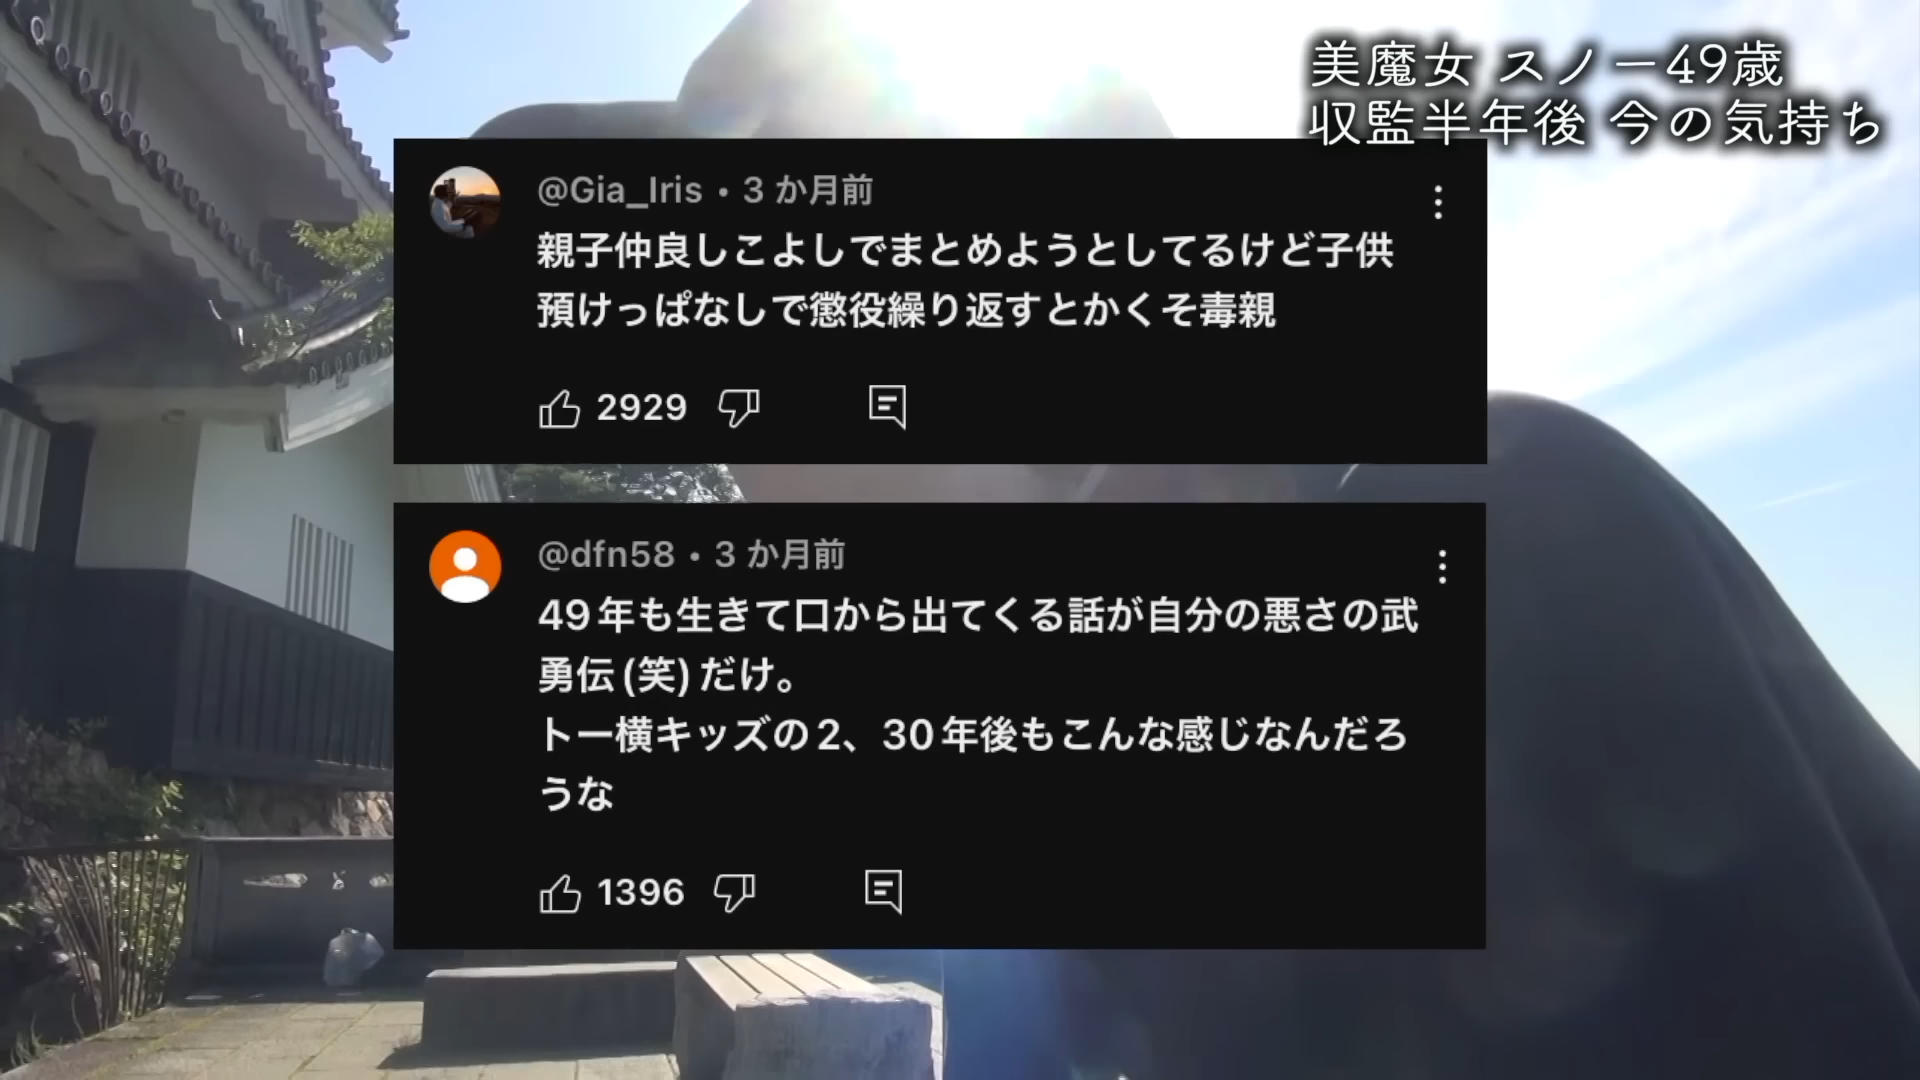 美魔女 スノー49歳
収監半年後 今の気持ち
@Gia_Iris・3 か月前
親子仲良しこよしでまとめようとしてるけど子供
預けっぱなしで懲役繰り返すとかくそ毒親
2929
@dfn58・3 か月前
49年も生きて口から出てくる話が自分の悪さの武
勇伝(笑)だけ。
トー横キッズの2、30年後もこんな感じなんだろ
うな
1396